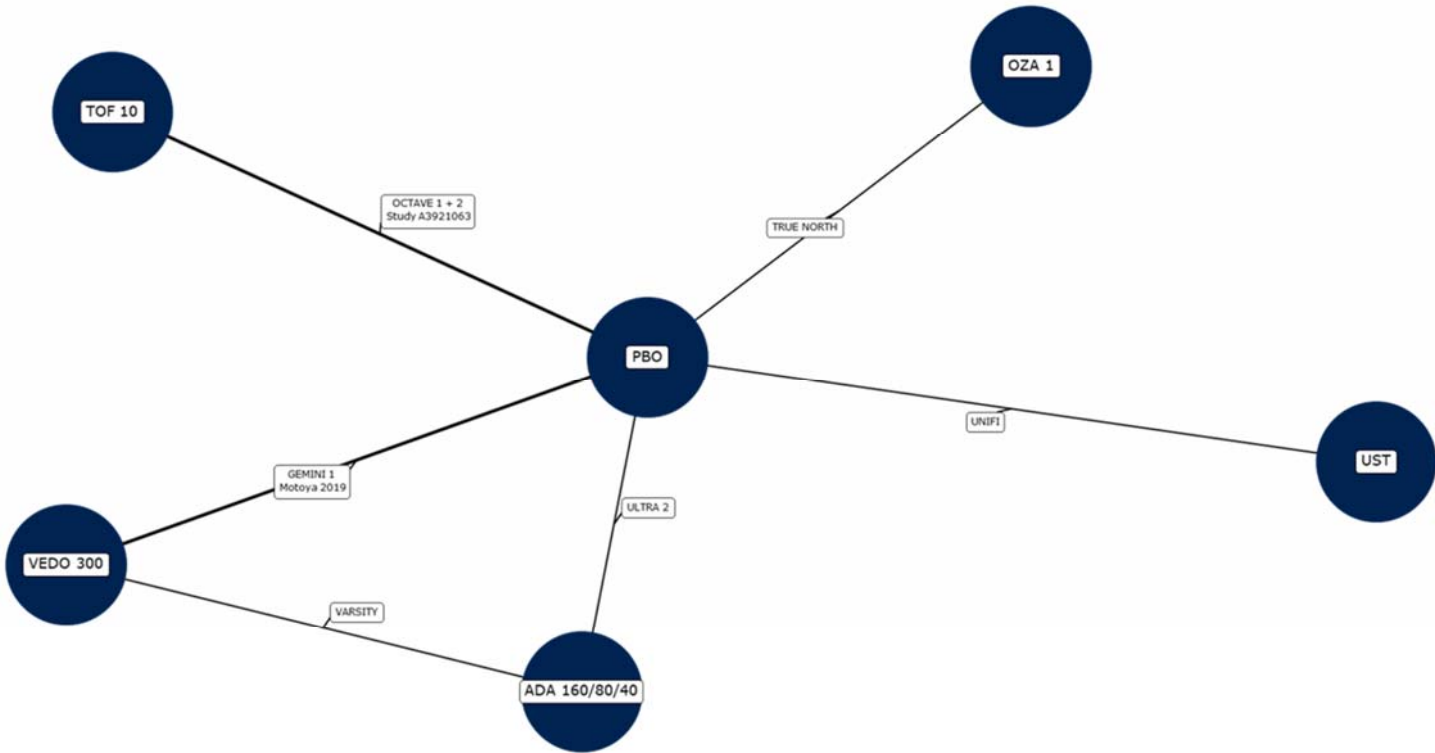 OZA 1
TOF 10
OCTAVE 1 + 2
Study A3921063
TRUE NORTH
PBO
UNIFI
UST
GEMINI 1
Motoya 2019
ULTRA 2
VEDO 300
VARSITY
ADA 160/80/40